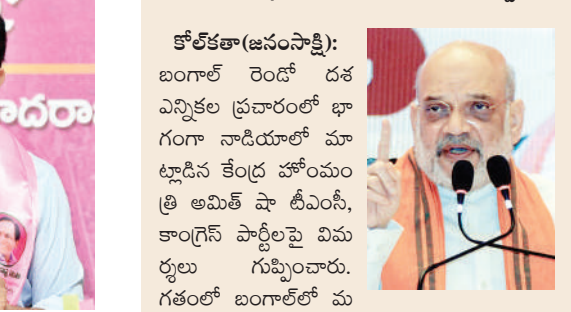 కోల్‌కతా(జనంసాక్షి):
బంగాల్ రెండో దశ
ఎన్నికల ప్రచారంలో భా
గంగా నాడియాలో మా
ట్లాడిన కేంద్ర హోంమం
త్రి అమిత్ షా టీఎంసీ,
కాంగ్రెస్ పార్టీలపై విమ
ర్శలు గుప్పించారు.
గతంలో బంగాల్‌లో మ